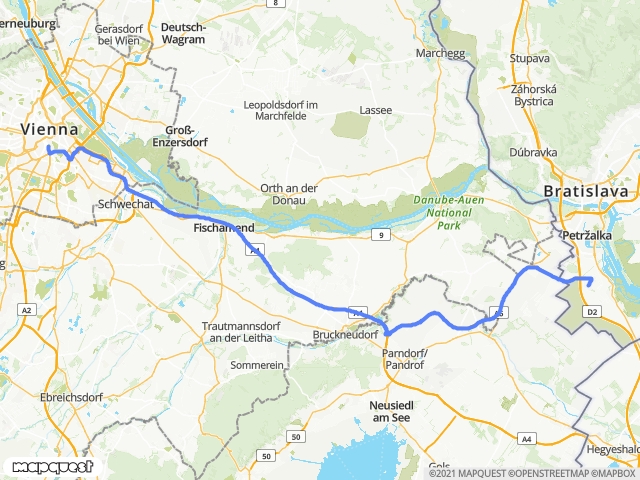 erneuburg
Gerasdorf
bei Wien
Deutsch-
Wagram
8
Marchegg
Stupava
Záhorská
Bystrica
Leopoldsdorf im
Marchfelde
Lassee
Vienna
Groß-
Enzersdorf
Dúbravka
Bratislava
Orth an der
Donau
Danube-Auen
National
Park
Schwechat
Fischamend
9
Petržalka
A4
A2
A4
A6
D2
Trautmannsdorf
an der Leitha
Bruckneudorf
Parndorf/
Pandrof
Sommerein
Ebreichsdorf
Neusiedl
am See
50
50
A4
Hegyeshalo
Gols
mapquest
©2021 MAPQUEST ©OPENSTREETMAP ©MAPBOX